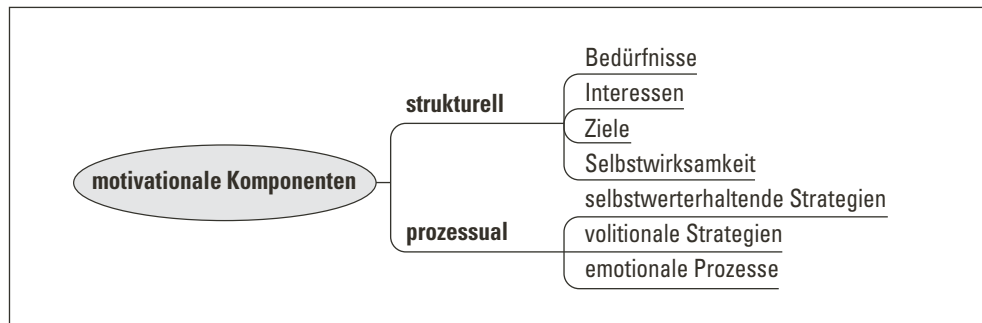 motivationale Komponenten
strukturell
Bedürfnisse
Interessen
Ziele
Selbstwirksamkeit
prozessual
selbstwerterhaltende Strategien
volitionale Strategien
emotionale Prozesse